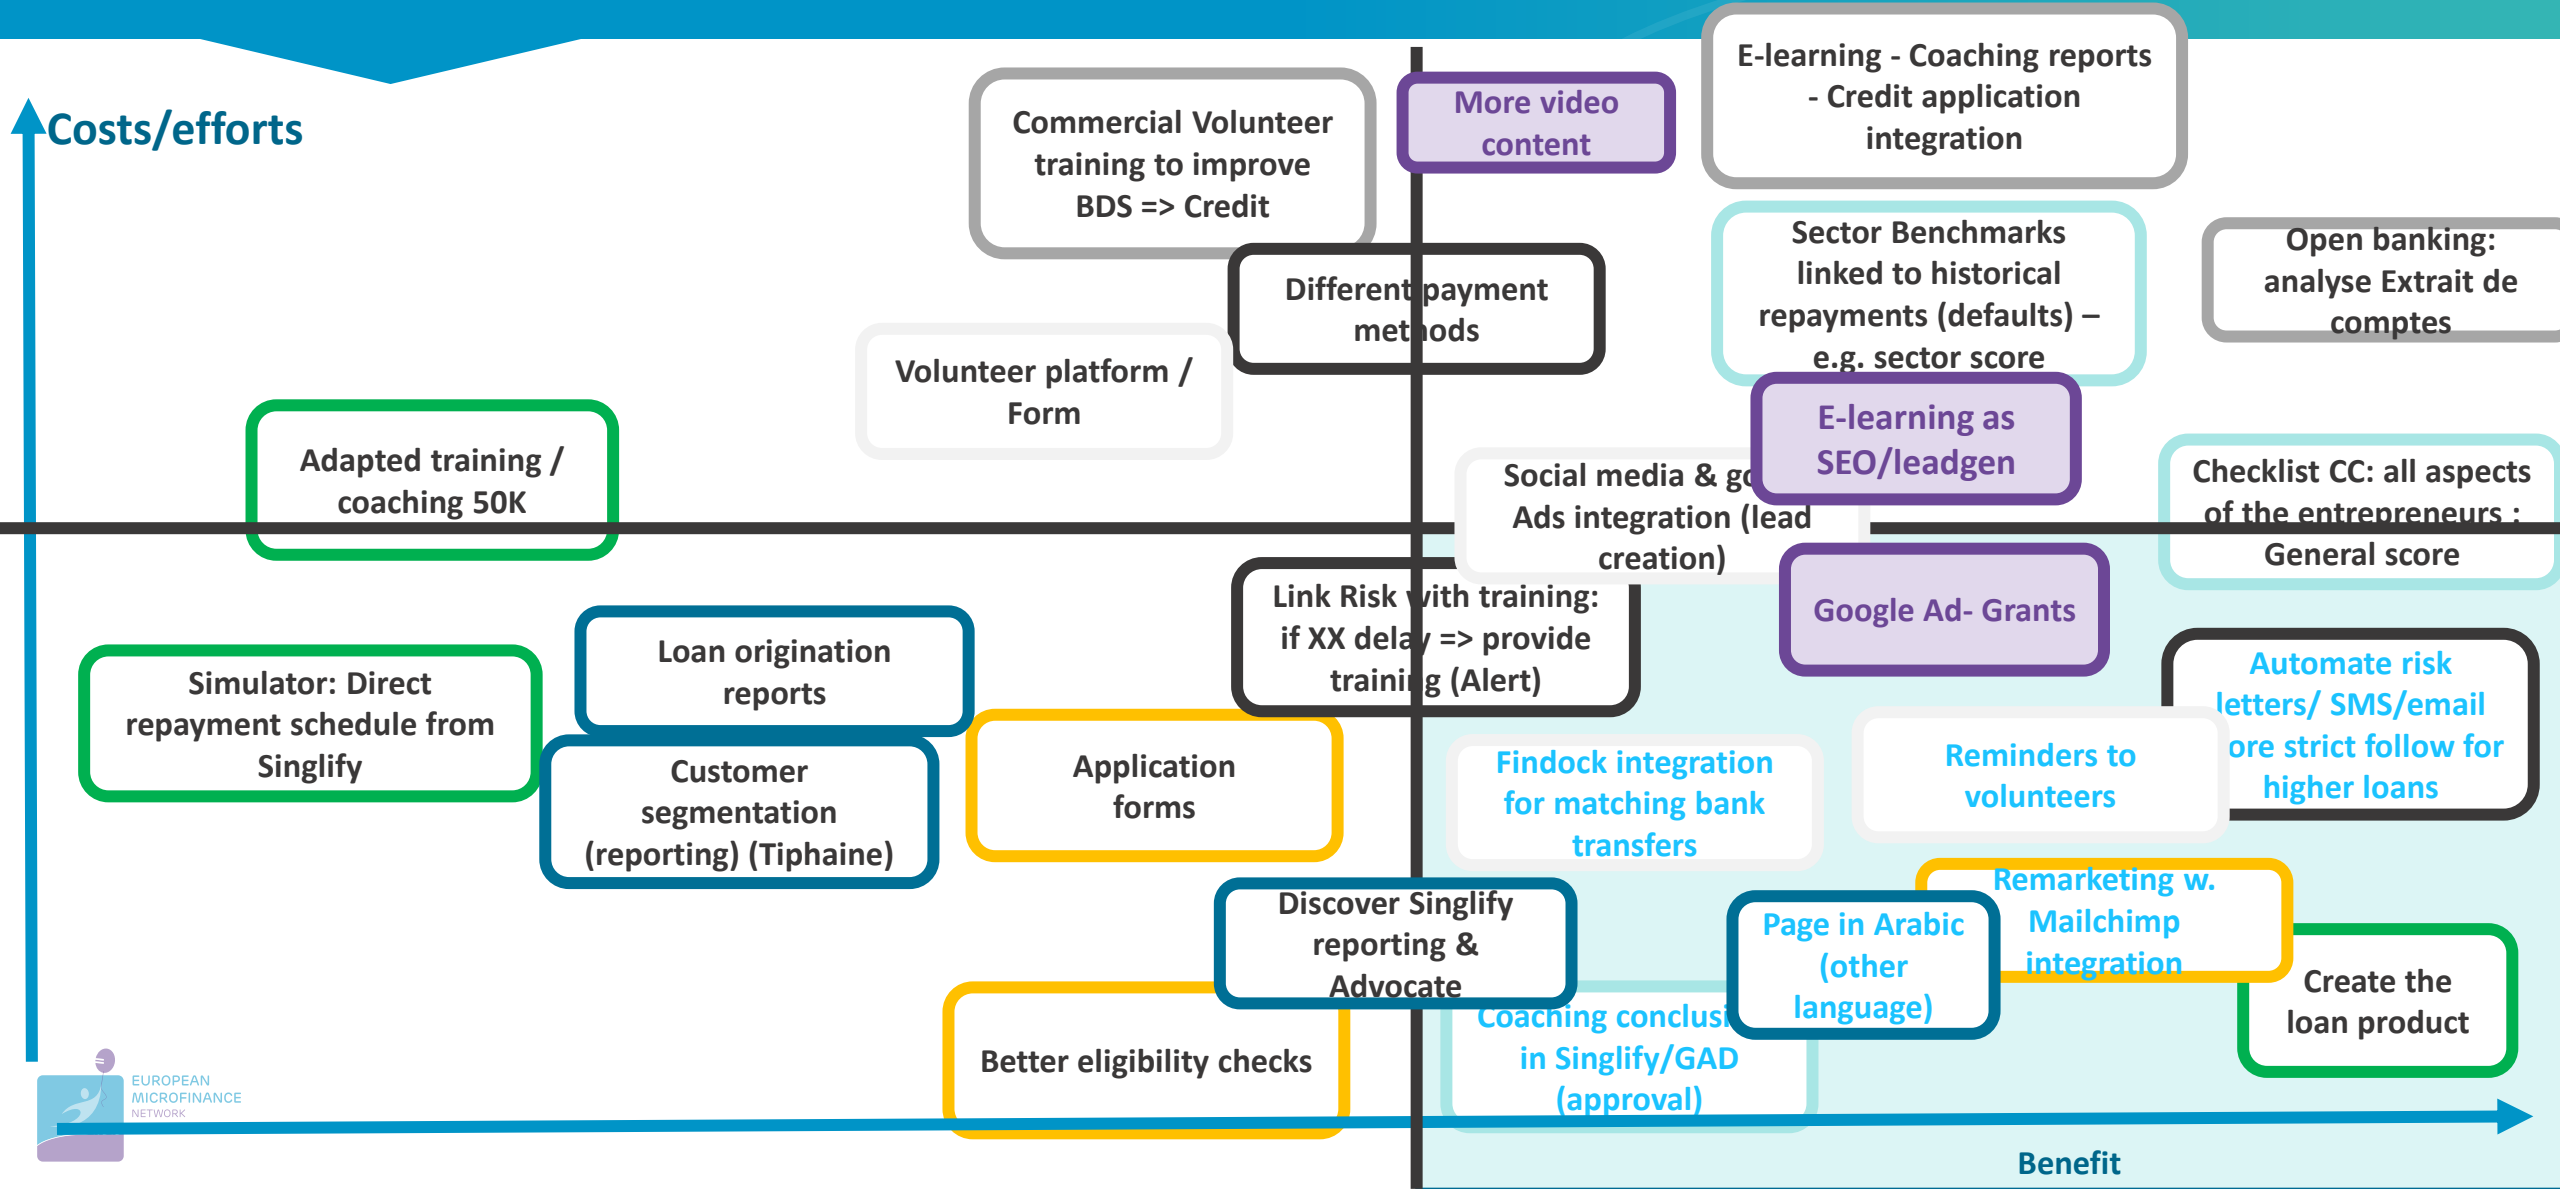 Costs/efforts
Commercial Volunteer
training to improve
BDS => Credit
More video
content
E-learning - Coaching reports
- Credit application
integration
Different payment
methods
Sector Benchmarks
linked to historical
repayments (defaults) –
e.g. sector score
Open banking:
analyse Extrait de
comptes
Volunteer platform /
Form
Adapted training /
coaching 50K
Social media & go
Ads integration (lead
creation)
E-learning as
SEO/leadgen
Checklist CC: all aspects
of the entrepreneurs :
General score
Link Risk with training:
if XX delay => provide
training (Alert)
Google Ad- Grants
Simulator: Direct
repayment schedule from
Singlify
Loan origination
reports
Customer
segmentation
(reporting) (Tiphaine)
Application
forms
Findock integration
for matching bank
transfers
Reminders to
volunteers
Automate risk
letters/ SMS/email
ore strict follow for
higher loans
Discover Singlify
reporting &
Advocate
Page in Arabic
(other
language)
Remarketing w.
Mailchimp
integration
Create the
loan product
Better eligibility checks
Coaching conclusi
in Singlify/GAD
(approval)
EUROPEAN
MICROFINANCE
NETWORK
Benefit